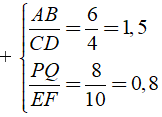 + { AB/CD = 6/4 = 1,5
PQ/EF = 8/10 = 0,8